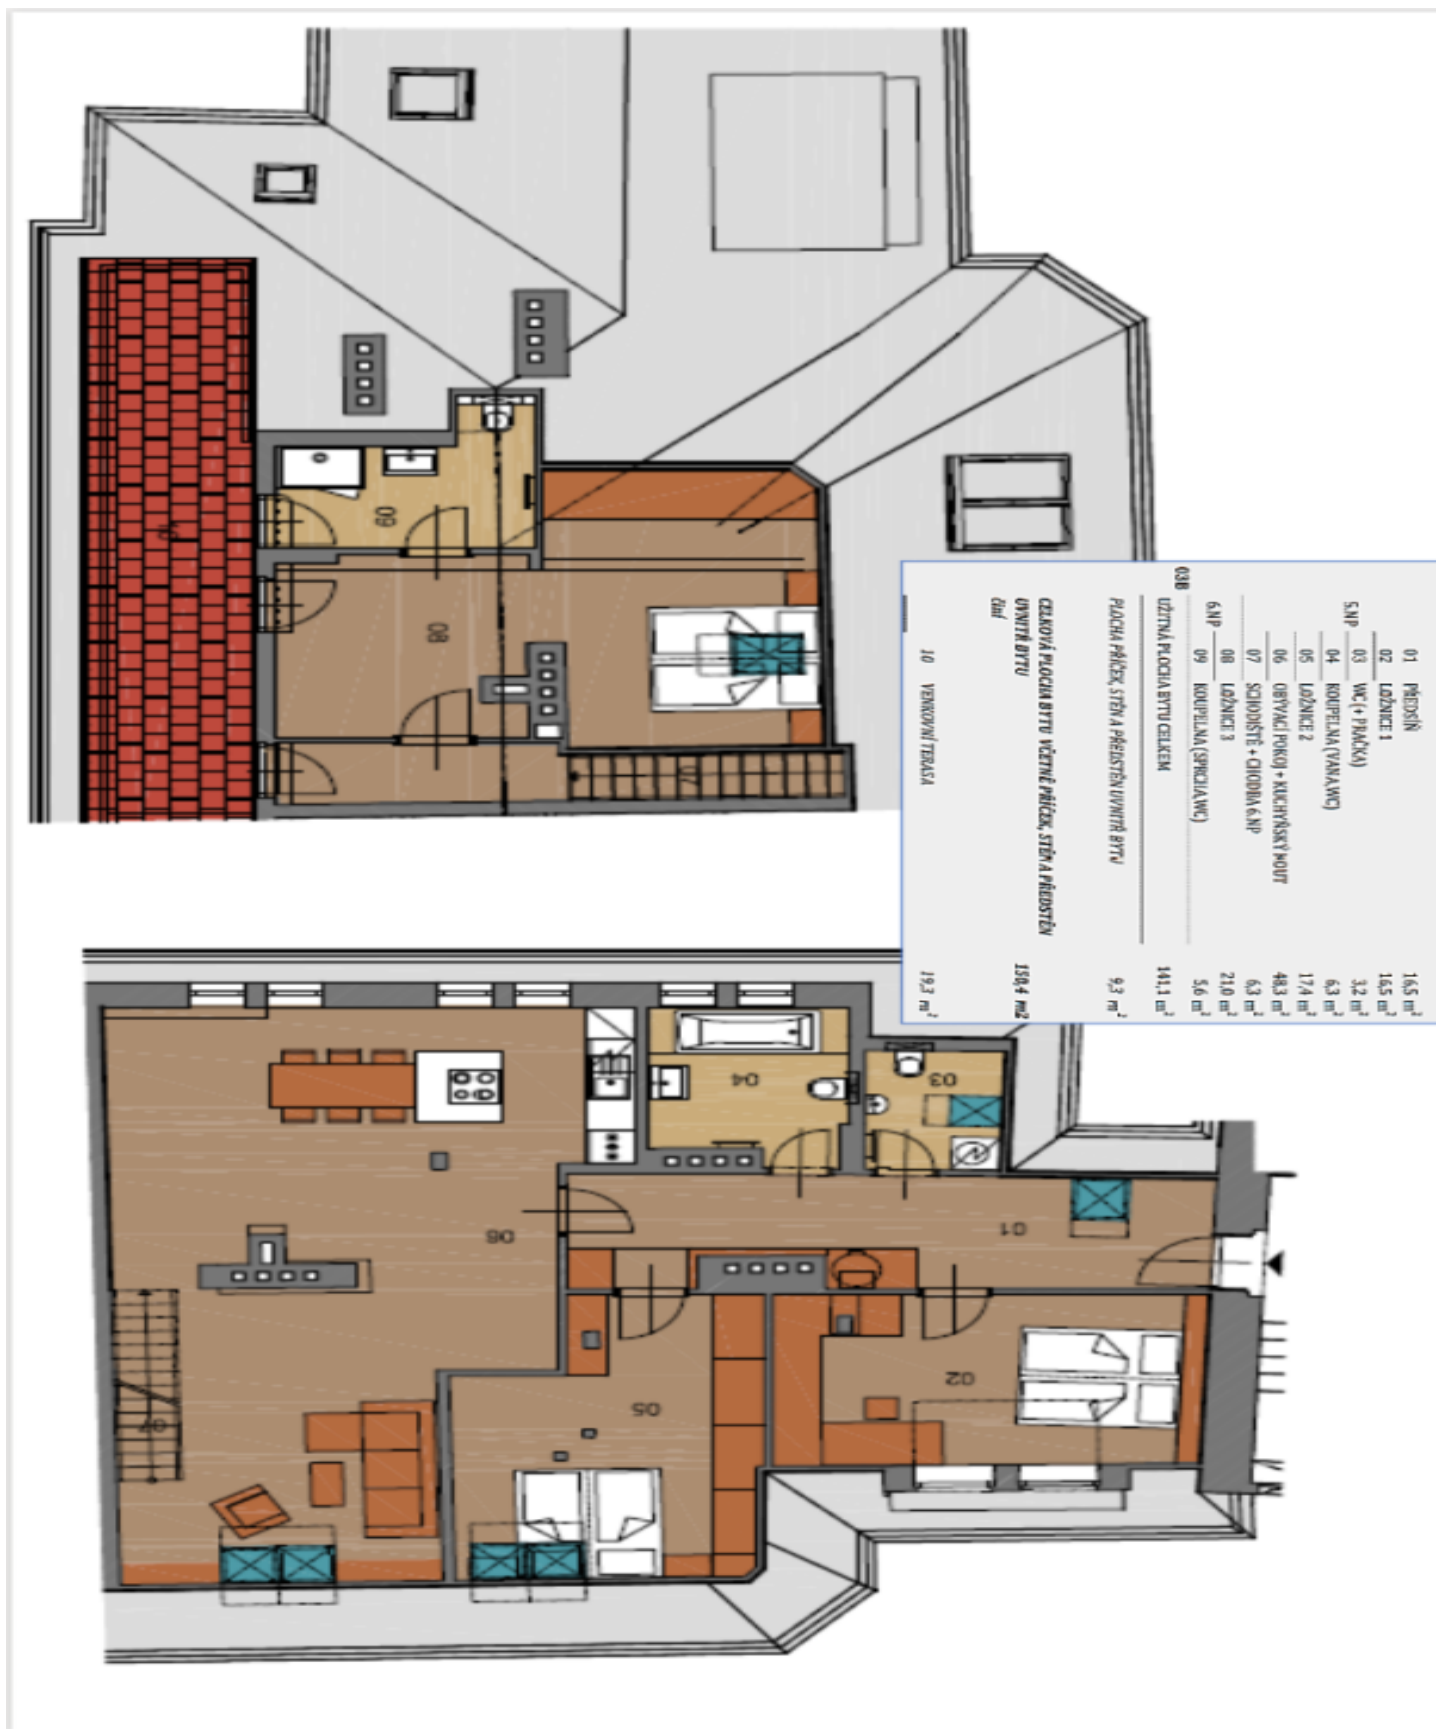 01 PŘEDSÍŇ 16,5 m²
02 LOŽNICE 1 16,5 m²
5.NP 03 WC (+ PRAČKA) 3,2 m²
04 KOUPELNA (VANA,WC) 6,3 m²
05 LOŽNICE 2 17,4 m²
06 OBÝVACÍ POKOJ + KUCHYŇSKÝ KOUT 48,3 m²
07 SCHODIŠTĚ + CHODBA 6.NP 6,3 m²
6.NP 08 LOŽNICE 3 21,0 m²
09 KOUPELNA (SPRCHA,WC) 5,6 m²
03B
UŽITNÁ PLOCHA BYTU CELKEM 141,1 m²
PLOCHA PŘÍČEK, STĚN A PŘEDSTĚN UVNITŘ BYTU 9,3 m²
CELKOVÁ PLOCHA BYTU VČETNĚ PŘÍČEK, STĚN A PŘEDSTĚN
UVNITŘ BYTU 150,4 m2
činí
10 VENKOVNÍ TERASA 19,3 m²
10
09
08
07
04
03
01
06
02
05
07